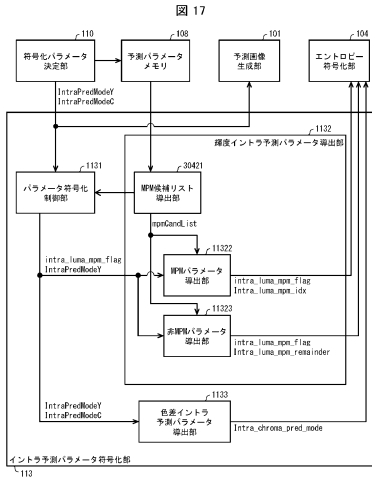 図 17
110
108
101
104
符号化パラメータ
決定部
予測パラメータ
メモリ
予測画像
生成部
エントロピー
符号化部
IntraPredModeY
IntraPredModeC
1132
輝度イントラ予測パラメータ導出部
1131
30421
パラメータ符号化
制御部
MPM候補リスト
導出部
mpmCandList
intra_luma_mpm_flag
IntraPredModeY
11322
MPMパラメータ
導出部
intra_luma_mpm_flag
Intra_luma_mpm_idx
11323
非MPMパラメータ
導出部
intra_luma_mpm_flag
Intra_luma_mpm_remainder
IntraPredModeY
IntraPredModeC
1133
色差イントラ
予測パラメータ
導出部
Intra_chroma_pred_mode
イントラ予測パラメータ符号化部
113